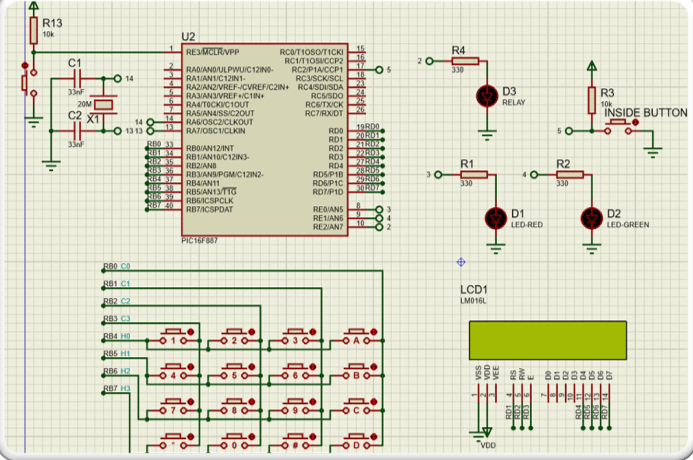 R13
10k
C1
3nF
14
20M
X1
C2
3nF
13 13
14
U2
1 RE3/MCLR/VPP
2 RA0/AN0/ULPWU/C12IN0-
3 RA1/AN1/C12IN1-
4 RA2/AN2/VREF-/CVREF/C2IN+
5 RA3/AN3/VREF+/C1IN+
6 RA4/T0CKI/C1OUT
7 RA5/AN4/SS/C2OUT
14 RA6/OSC2/CLKOUT
13 RA7/OSC1/CLKIN
RB0 33 RB0/AN12/INT
RB1 34 RB1/AN10/C12IN3-
RB2 35 RB2/AN8
RB3 36 RB3/AN9/PGM/C12IN2-
RB4 37 RB4/AN11
RB5 38 RB5/AN13/T1G
RB6 39 RB6/ICSPCLK
RB7 40 RB7/ICSPDAT
RC0/T1OSO/T1CKI 15
RC1/T1OSI/CCP2 16
RC2/P1A/CCP1 17 5
RC3/SCK/SCL 18
RC4/SDI/SDA 23
RC5/SDO 24
RC6/TX/CK 25
RC7/RX/DT 26
RD0 19 RD0
RD1 20 RD1
RD2 21 RD2
RD3 22 RD3
RD4 27 RD4
RD5/P1B 28 RD5
RD6/P1C 29 RD6
RD7/P1D 30 RD7
RE0/AN5 8 3
RE1/AN6 9 4
RE2/AN7 10 2
PIC16F887
2
R4
330
D3
RELAY
R3
10k
INSIDE BUTTON
5
3
R1
330
D1
LED-RED
4
R2
330
D2
LED-GREEN
RB0 C0
RB1 C1
RB2 C2
RB3 C3
RB4 H0
RB5 H1
RB6 H2
RB7 H3
1 2 3 A
4 5 6 B
7 8 9 C
* 0 # D
LCD1
LM016L
VSS VDD VEE RS RW E D0 D1 D2 D3 D4 D5 D6 D7
1 2 3 4 5 6 7 8 9 10 11 12 13 14
RD1 RD2 RD3 RD4 RD5 RD6 RD7
VDD